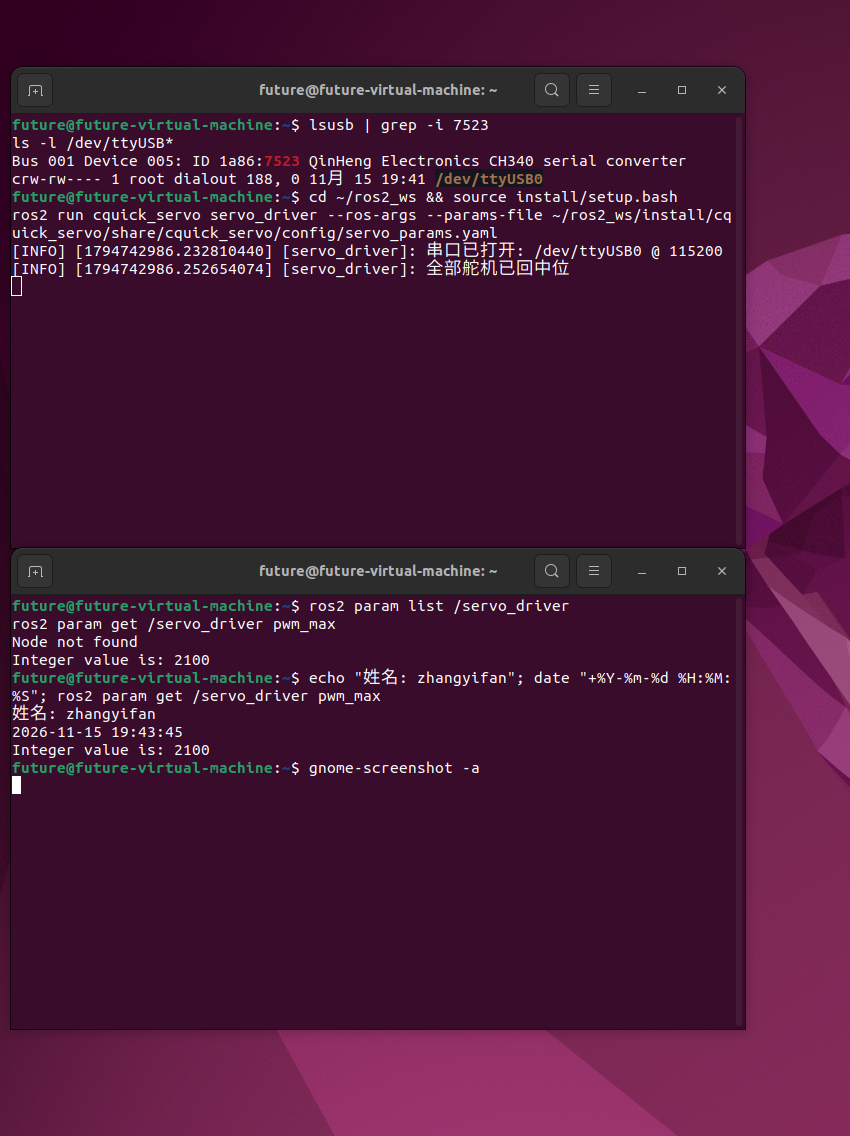 future@future-virtual-machine: ~
future@future-virtual-machine:~$ lsusb | grep -i 7523
ls -l /dev/ttyUSB*
Bus 001 Device 005: ID 1a86:7523 QinHeng Electronics CH340 serial converter
crw-rw---- 1 root dialout 188, 0 11月 15 19:41 /dev/ttyUSB0
future@future-virtual-machine:~$ cd ~/ros2_ws && source install/setup.bash
ros2 run cquick_servo servo_driver --ros-args --params-file ~/ros2_ws/install/cq
uick_servo/share/cquick_servo/config/servo_params.yaml
[INFO] [1794742986.232810440] [servo_driver]: 串口已打开: /dev/ttyUSB0 @ 115200
[INFO] [1794742986.252654074] [servo_driver]: 全部舵机已回中位
future@future-virtual-machine: ~
future@future-virtual-machine:~$ ros2 param list /servo_driver
ros2 param get /servo_driver pwm_max
Node not found
Integer value is: 2100
future@future-virtual-machine:~$ echo "姓名: zhangyifan"; date "+%Y-%m-%d %H:%M:
%S"; ros2 param get /servo_driver pwm_max
姓名: zhangyifan
2026-11-15 19:43:45
Integer value is: 2100
future@future-virtual-machine:~$ gnome-screenshot -a